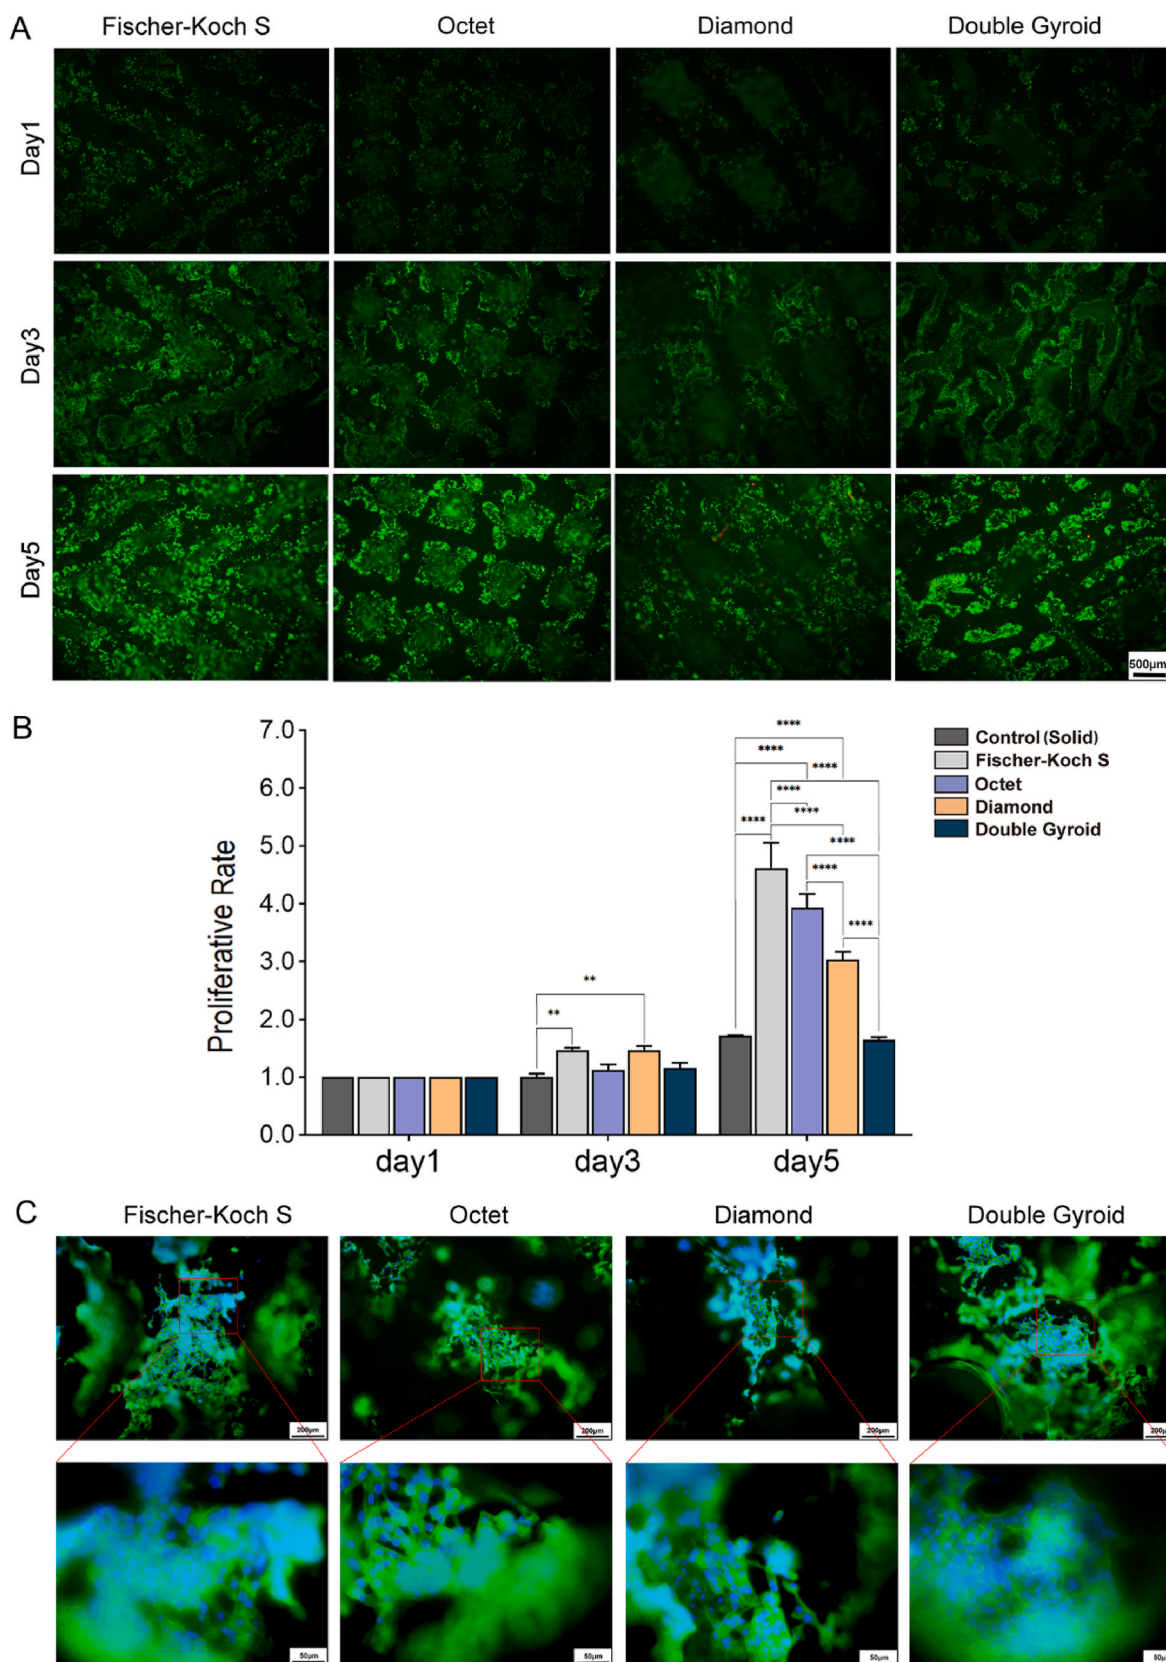 A
Fischer-Koch S
Octet
Diamond
Double Gyroid
Day1
Day3
Day5
500μm
B
7.0
6.0
5.0
4.0
3.0
2.0
1.0
0.0
Proliferative Rate
**
**
****
****
****
****
****
****
****
****
****
day1
day3
day5
Control (Solid)
Fischer-Koch S
Octet
Diamond
Double Gyroid
C
Fischer-Koch S
Octet
Diamond
Double Gyroid
200μm
200μm
200μm
200μm
50μm
50μm
50μm
50μ